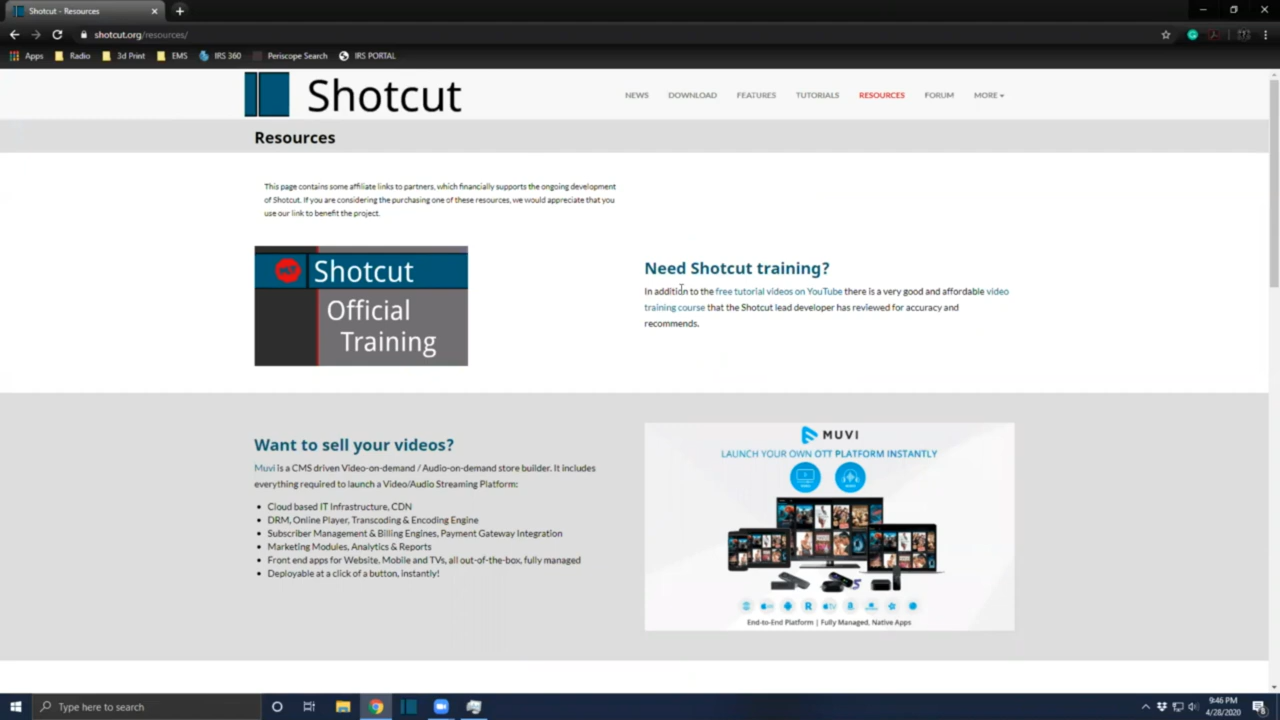 Shotcut - Resources
shotcut.org/resources/
Apps Radio 3d Print EMS IRS 360 Periscope Search IRS PORTAL
Shotcut
NEWS DOWNLOAD FEATURES TUTORIALS RESOURCES FORUM MORE
Resources
This page contains some affiliate links to partners, which financially supports the ongoing development
of Shotcut. If you are considering the purchasing one of these resources, we would appreciate that you
use our link to benefit the project.
Shotcut
Official
Training
Need Shotcut training?
In addition to the free tutorial videos on YouTube there is a very good and affordable video
training course that the Shotcut lead developer has reviewed for accuracy and
recommends.
Want to sell your videos?
Muvi is a CMS driven Video-on-demand / Audio-on-demand store builder. It includes
everything required to launch a Video/Audio Streaming Platform:
• Cloud based IT Infrastructure, CDN
• DRM, Online Player, Transcoding & Encoding Engine
• Subscriber Management & Billing Engines, Payment Gateway Integration
• Marketing Modules, Analytics & Reports
• Front end apps for Website, Mobile and TVs, all out-of-the-box, fully managed
• Deployable at a click of a button, instantly!
MUVI
LAUNCH YOUR OWN OTT PLATFORM INSTANTLY
End-to-End Platform | Fully Managed, Native Apps
Type here to search
9:46 PM
4/28/2020